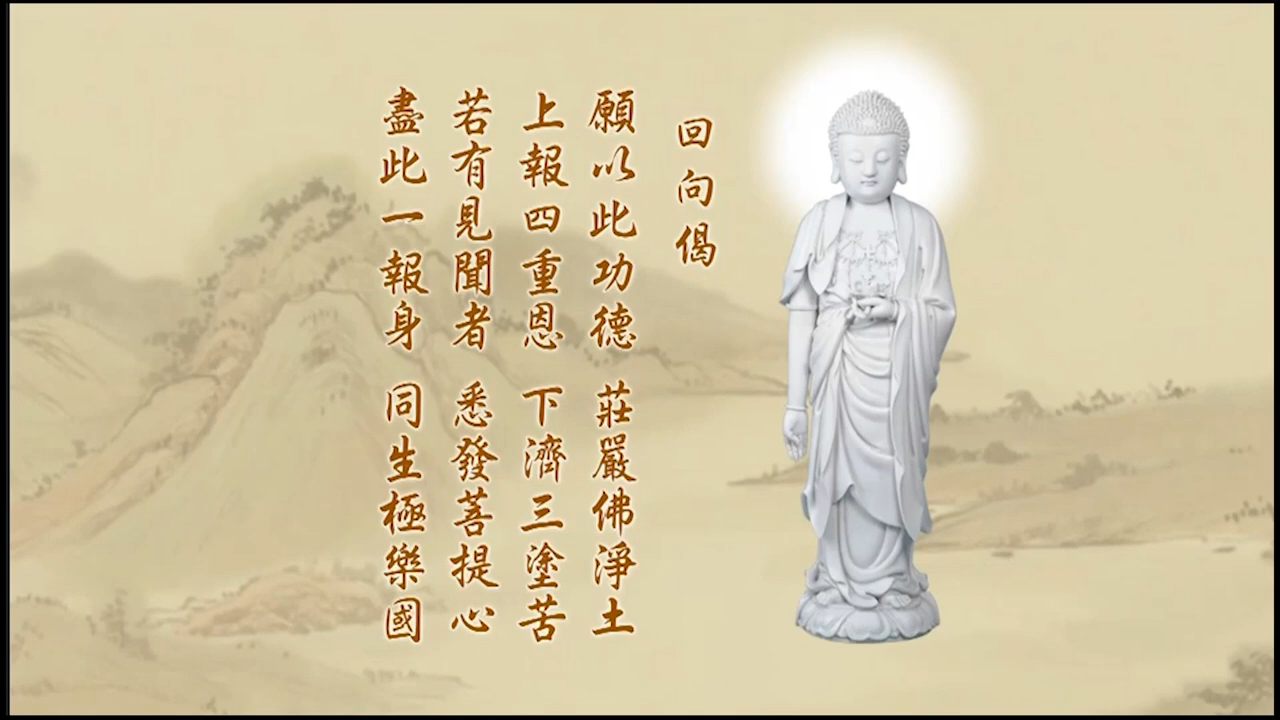 回向偈
願以此功德 莊嚴佛淨土
上報四重恩 下濟三塗苦
若有見聞者 悉發菩提心
盡此一報身 同生極樂國